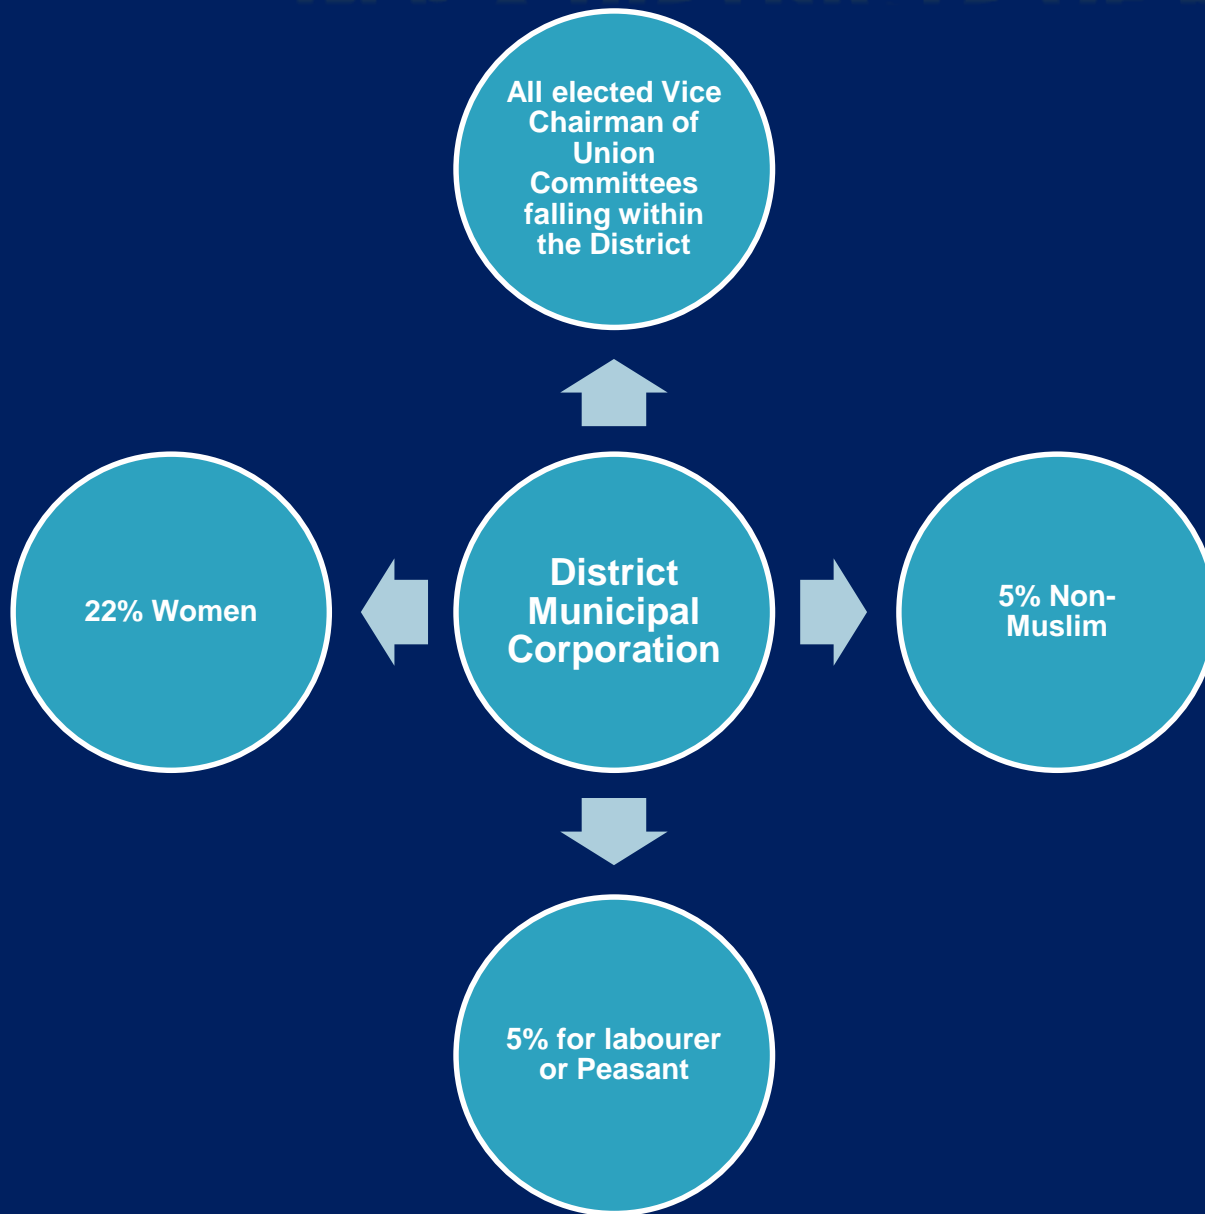 All elected Vice
Chairman of
Union
Committees
falling within
the District
22% Women
District
Municipal
Corporation
5% Non-
Muslim
5% for labourer
or Peasant